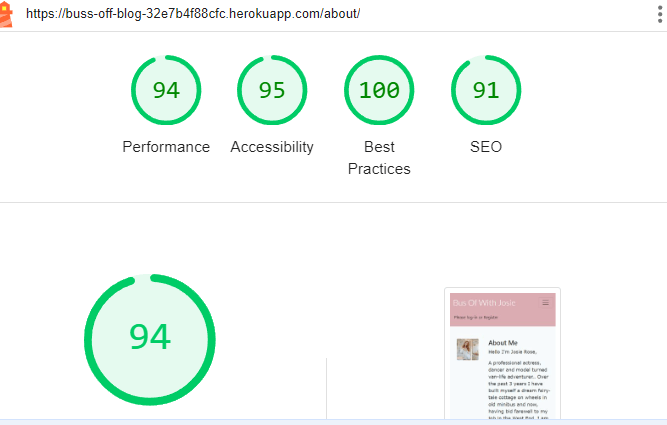 https://buss-off-blog-32e7b4f88cfc.herokuapp.com/about/
94
95
100
91
Performance
Accessibility
Best
Practices
SEO
94
Bus Of With Josie
Please log in or Register
About Me
Hello I'm Josie Rose,
A professional actress,
dancer and model turned
van-life adventurer.. Over
the past 3 years I have
built myself a dream fairy-
tale cottage on wheels in
old minibus and now,
having bid farewell to my